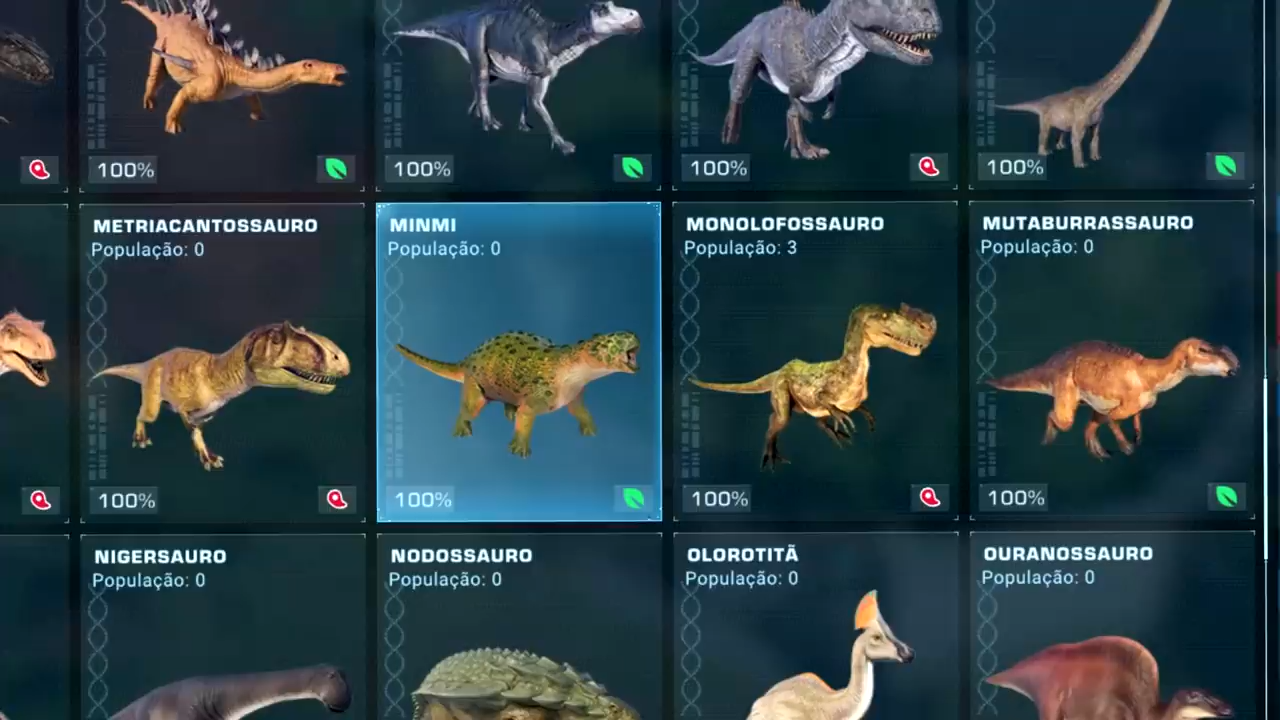 100%
100%
100%
100%
METRIACANTOSSAURO
População: 0
MINMI
População: 0
MONOLOFOSSAURO
População: 3
MUTABURRASSAURO
População: 0
100%
100%
100%
100%
NIGERSAURO
População: 0
NODOSSAURO
População: 0
OLOROTITÃ
População: 0
OURANOSSAURO
População: 0